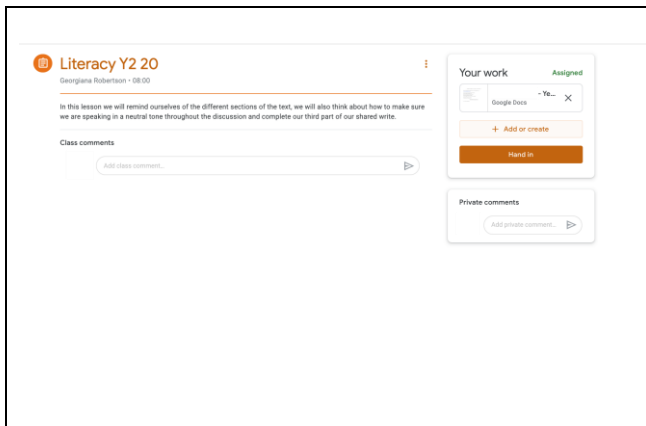 Literacy Y2 20
Georgiana Robertson • 08:00
In this lesson we will remind ourselves of the different sections of the text, we will also think about how to make sure
we are speaking in a neutral tone throughout the discussion and complete our third part of our shared write.
Class comments
Add class comment...
Your work
Assigned
- Ye...
Google Docs
+ Add or create
Hand in
Private comments
Add private comment...